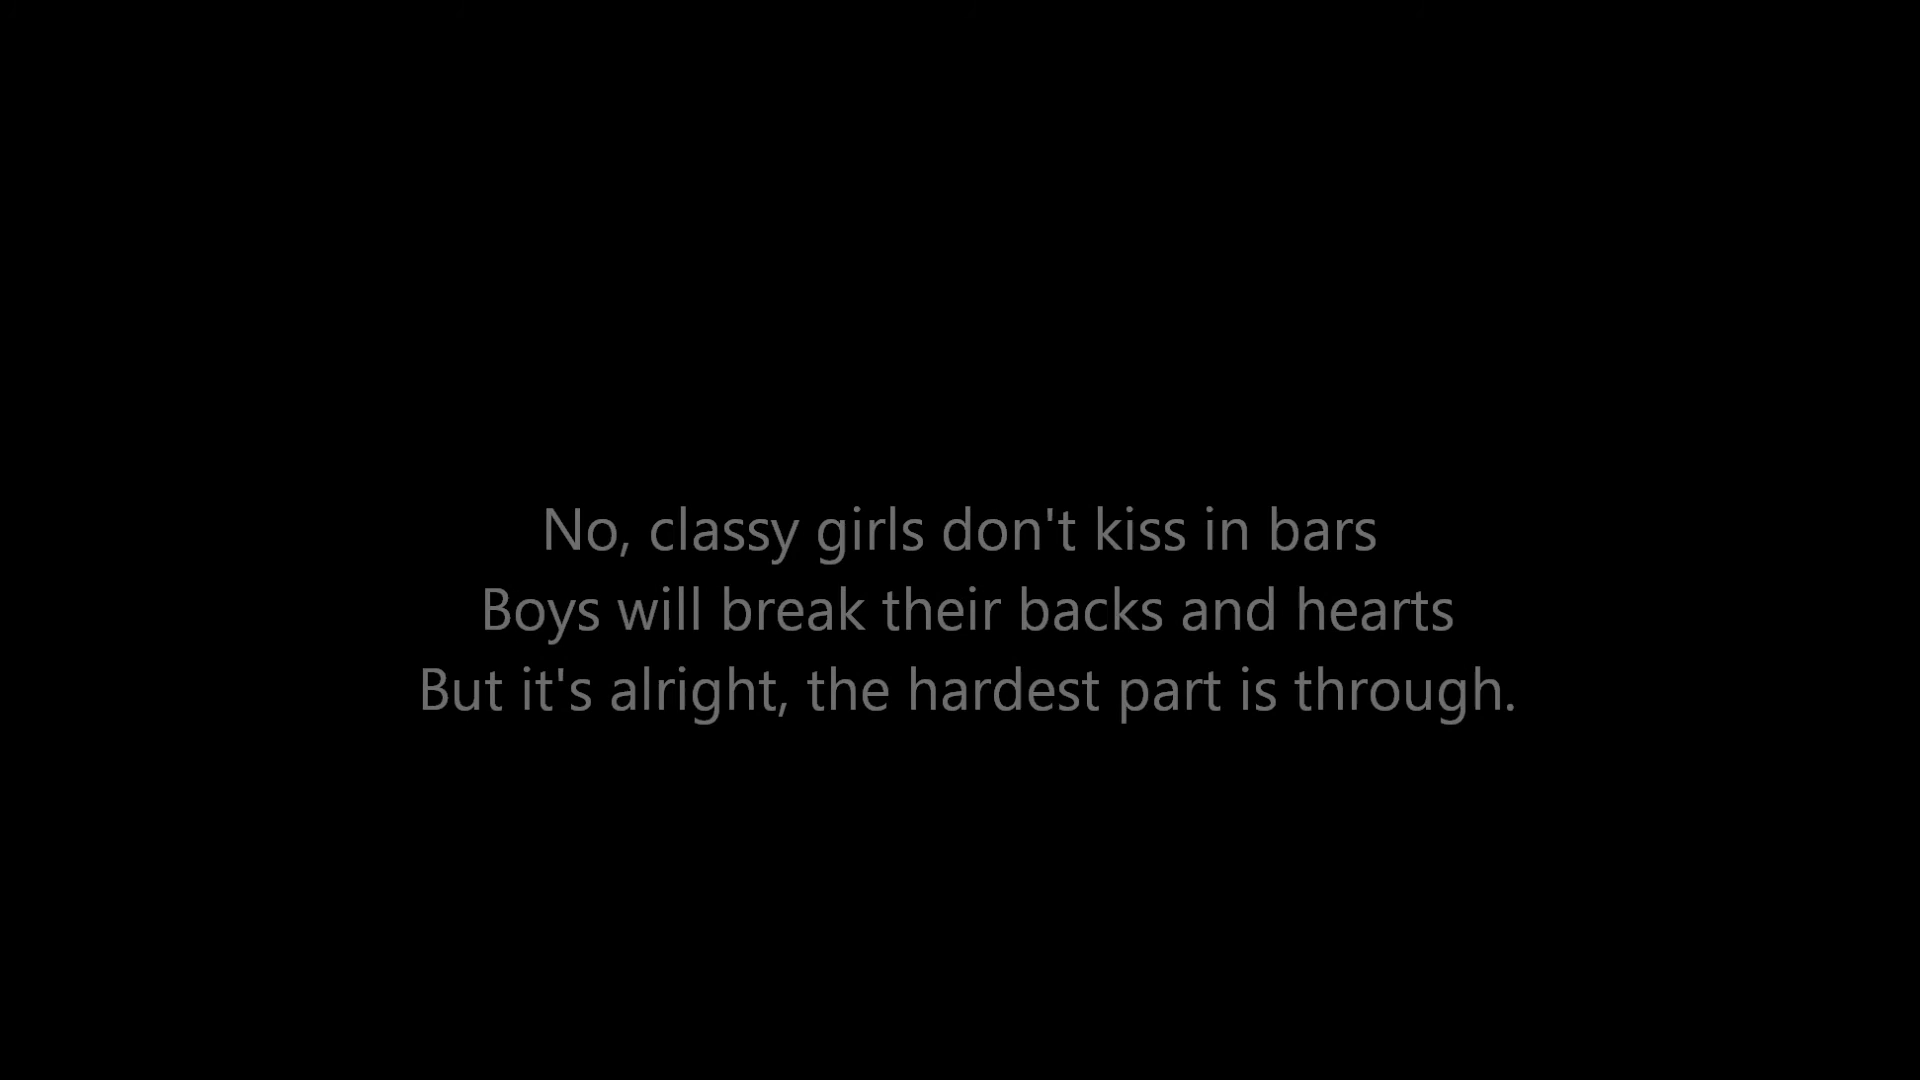 No, classy girls don't kiss in bars
Boys will break their backs and hearts
But it's alright, the hardest part is through.